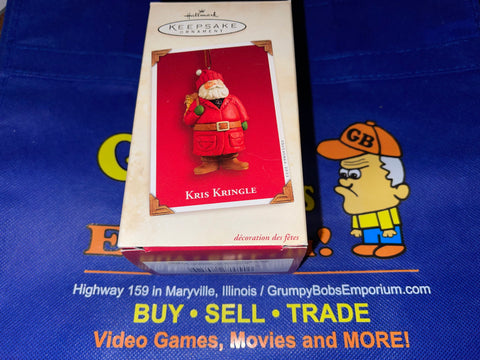 Hallmark
KEEPSAKE
ORNAMENT
KRIS KRINGLE
décoration des fêtes
GB
Highway 159 in Maryville, Illinois / GrumpyBobsEmporium.com
BUY • SELL • TRADE
Video Games, Movies and MORE!